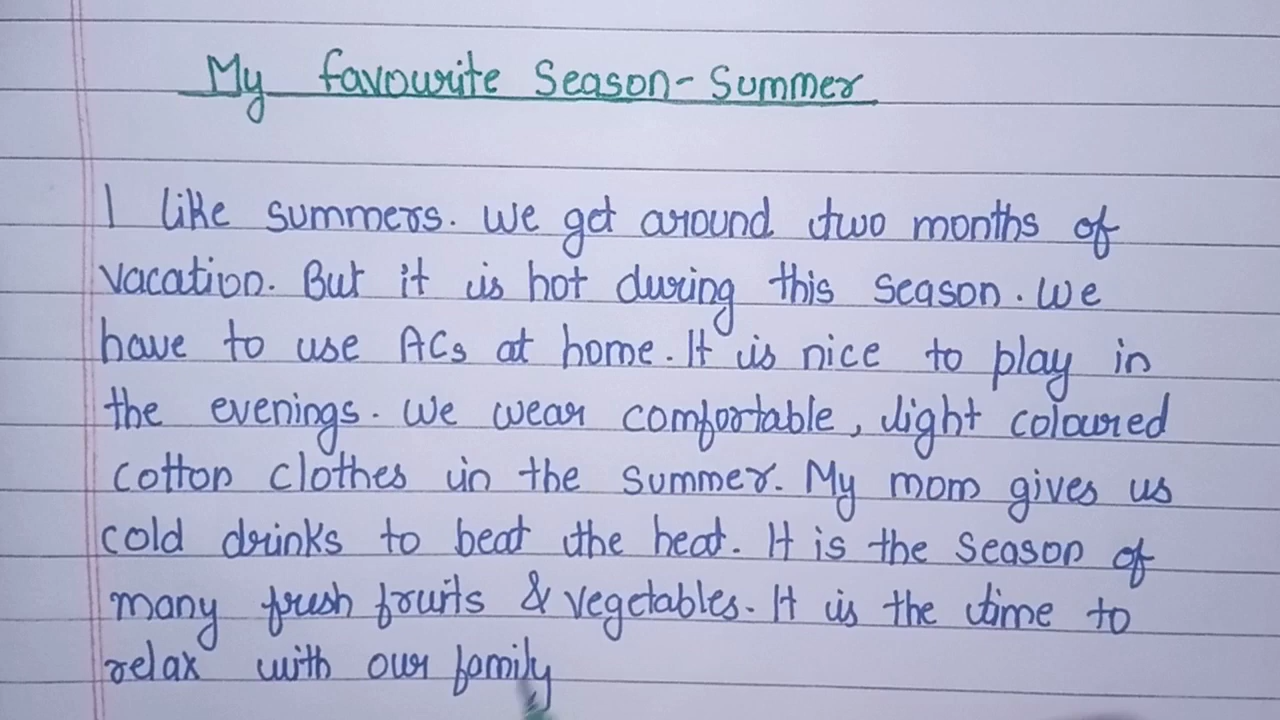 My favourite Season-Summer
I like summers. We get around two months of
vacation. But it is hot during this season. We
have to use ACs at home. It is nice to play in
the evenings. We wear comfortable, light coloured
cotton clothes in the summer. My mom gives us
cold drinks to beat the heat. It is the season of
many fresh fruits & vegetables. It is the time to
relax with our family